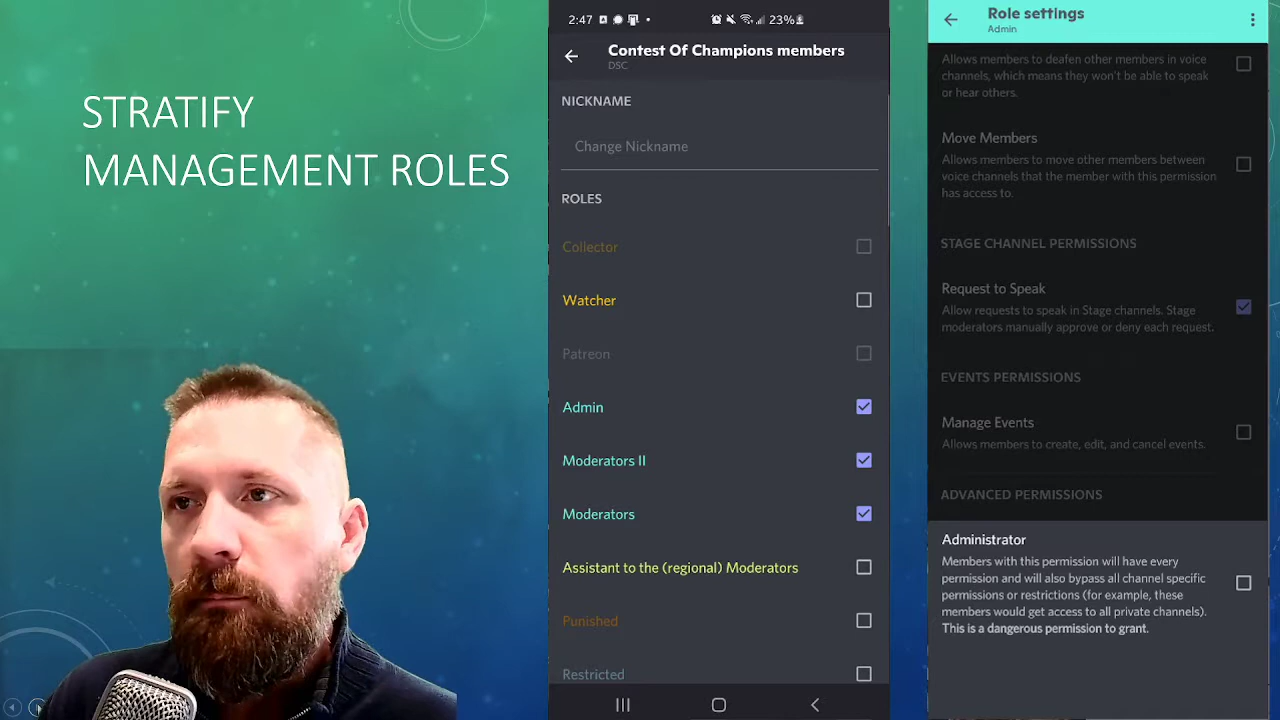 STRATIFY
MANAGEMENT ROLES
2:47
23%
Contest Of Champions members
DSC
NICKNAME
Change Nickname
ROLES
Collector
Watcher
Patreon
Admin
Moderators II
Moderators
Assistant to the (regional) Moderators
Punished
Restricted
Role settings
Admin
Allows members to deafen other members in voice
channels, which means they won't be able to speak
or hear others.
Move Members
Allows members to move other members between
voice channels that the member with this permission
has access to.
STAGE CHANNEL PERMISSIONS
Request to Speak
Allow requests to speak in Stage channels. Stage
moderators manually approve or deny each request.
EVENTS PERMISSIONS
Manage Events
Allows members to create, edit, and cancel events.
ADVANCED PERMISSIONS
Administrator
Members with this permission will have every
permission and will also bypass all channel specific
permissions or restrictions (for example, these
members would get access to all private channels).
This is a dangerous permission to grant.